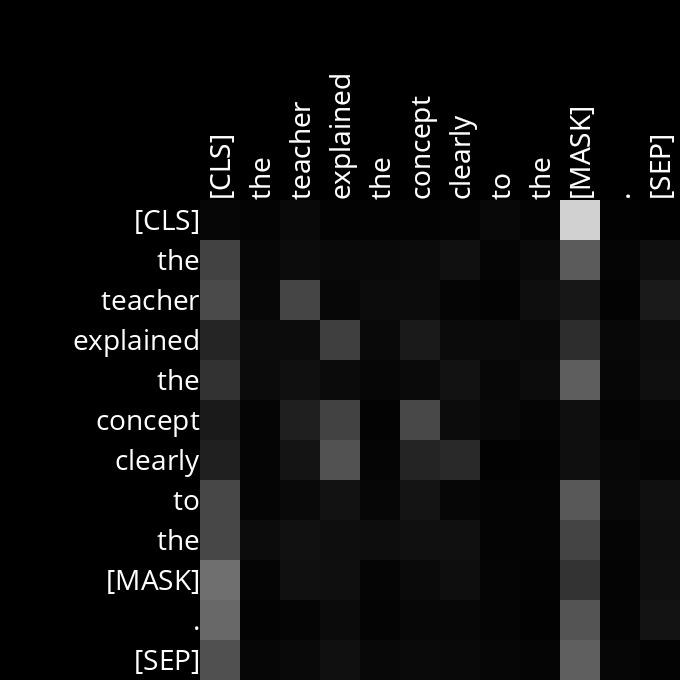 [CLS] the teacher explained the concept clearly to the [MASK] . [SEP]
[CLS]
the
teacher
explained
the
concept
clearly
to
the
[MASK]
.
[SEP]